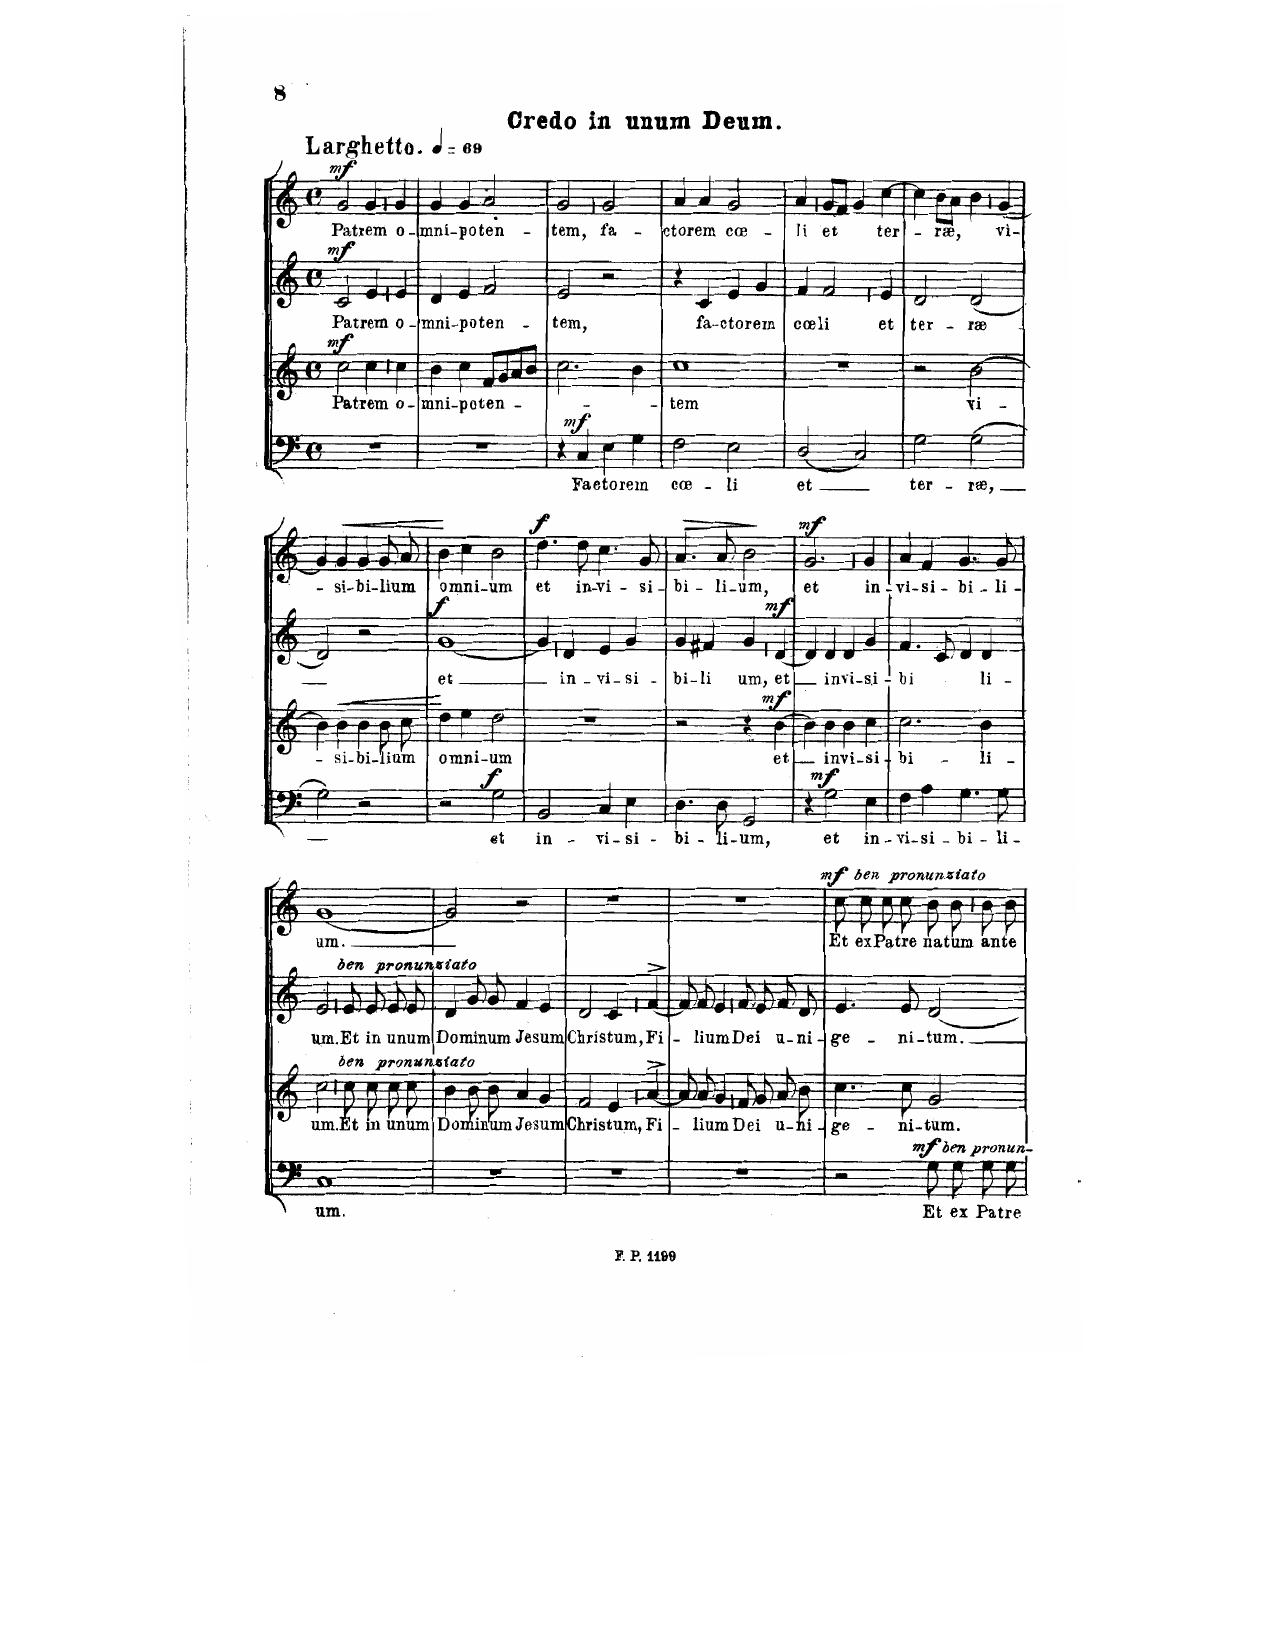 8
Credo in unum Deum.
Larghetto. ♩ = 69
mf
Patrem o-mni-poten - tem, fa - ctorem cœ - li et ter - ræ, vi-
mf
Patrem o-mni-poten - tem, fa-ctorem cœli et ter - ræ -
mf
Patrem o-mni-poten - - - tem vi -
mf
Factorem cœ - li et ter - ræ,
f mf
- si-bi-lium omni-um et in-vi-si-bi-li-um, et in-vi-si-bi-li-
f mf
et in-vi-si - bi-li um, et invi-si-bi li-
mf
- si-bi-lium omni-um et invi-si-bi - li-
f mf
et in - vi-si - bi-li-um, et in-vi-si-bi-li-
mf ben pronunziato
um. Et exPatre natum ante
ben pronunziato
um.Et in unum Dominum Jesum Christum, Fi - lium Dei u-ni-ge - ni-tum.
ben pronunziato
um.Et in unum Dominum Jesum Christum, Fi - lium Dei u-ni-ge - ni-tum.
mf ben pronun-
um. Et ex Patre
F. P. 1199